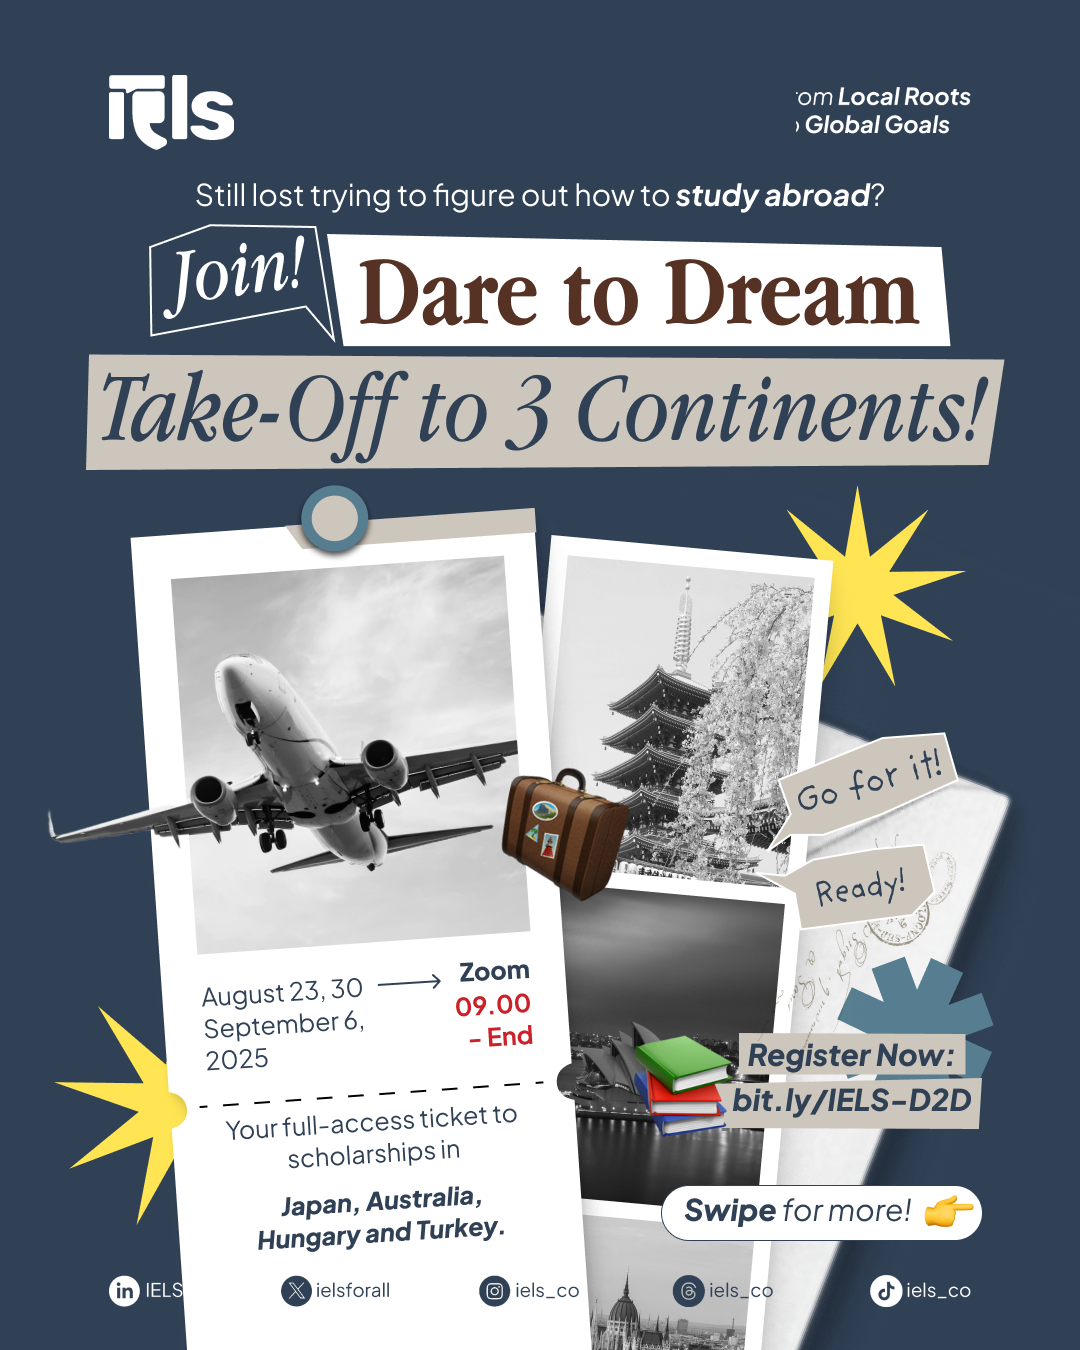 iels
om Local Roots
Global Goals
Still lost trying to figure out how to study abroad?
Join!
Dare to Dream
Take-Off to 3 Continents!
Go for it!
Ready!
August 23, 30
September 6,
2025
Zoom
09.00
- End
Your full-access ticket to
scholarships in
Japan, Australia,
Hungary and Turkey.
Register Now:
bit.ly/IELS-D2D
Swipe for more!
IELS
ielsforall
iels_co
iels_co
iels_co